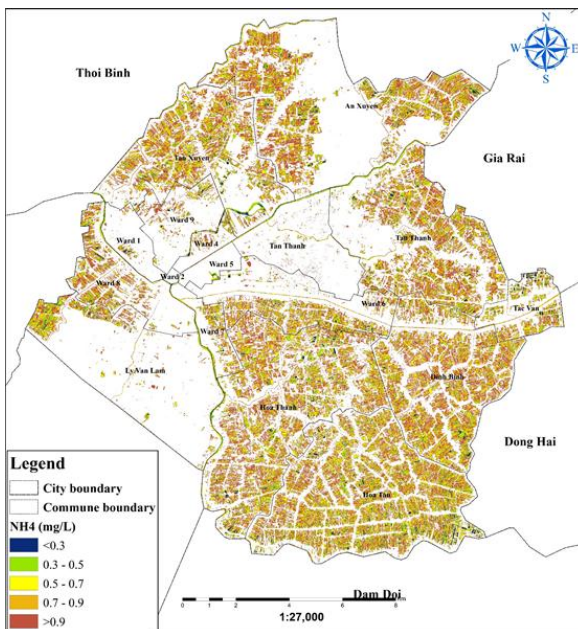 N
W E
S
Thoi Binh
An Xuyen
Gia Rai
Tan Xuyen
Ward 9
Ward 1
Ward 4
Tan Thanh
Tan Thanh
Ward 5
Ward 2
Ward 8
Ward 6
Tac Van
Ward 7
Ly Van Lam
Dinh Binh
Hoa Thanh
Dong Hai
Hoa Tan
Legend
City boundary
Commune boundary
NH4 (mg/L)
<0.3
0.3 - 0.5
0.5 - 0.7
0.7 - 0.9
>0.9
Dam Doi
0 2 4 6 8
1:27,000